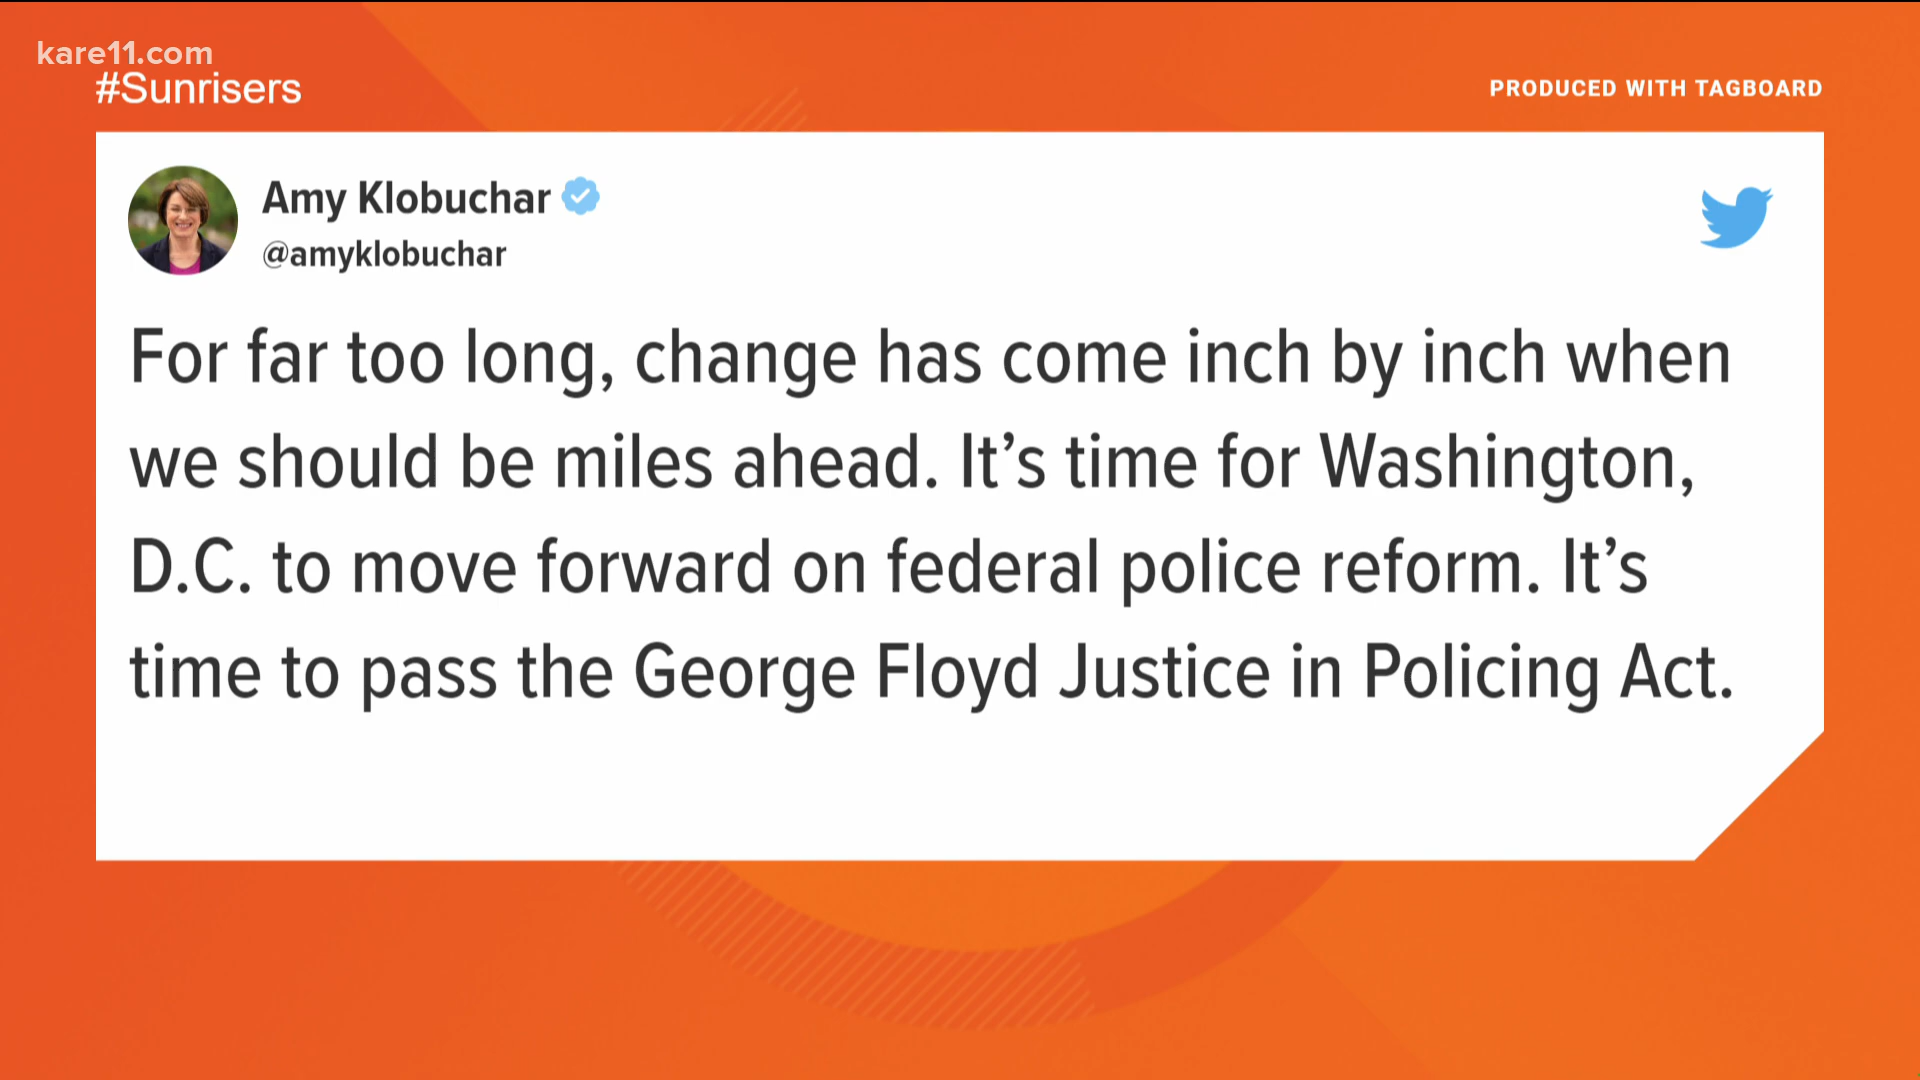 kare11.com
#Sunrisers
PRODUCED WITH TAGBOARD
Amy Klobuchar
@amyklobuchar
For far too long, change has come inch by inch when
we should be miles ahead. It’s time for Washington,
D.C. to move forward on federal police reform. It’s
time to pass the George Floyd Justice in Policing Act.